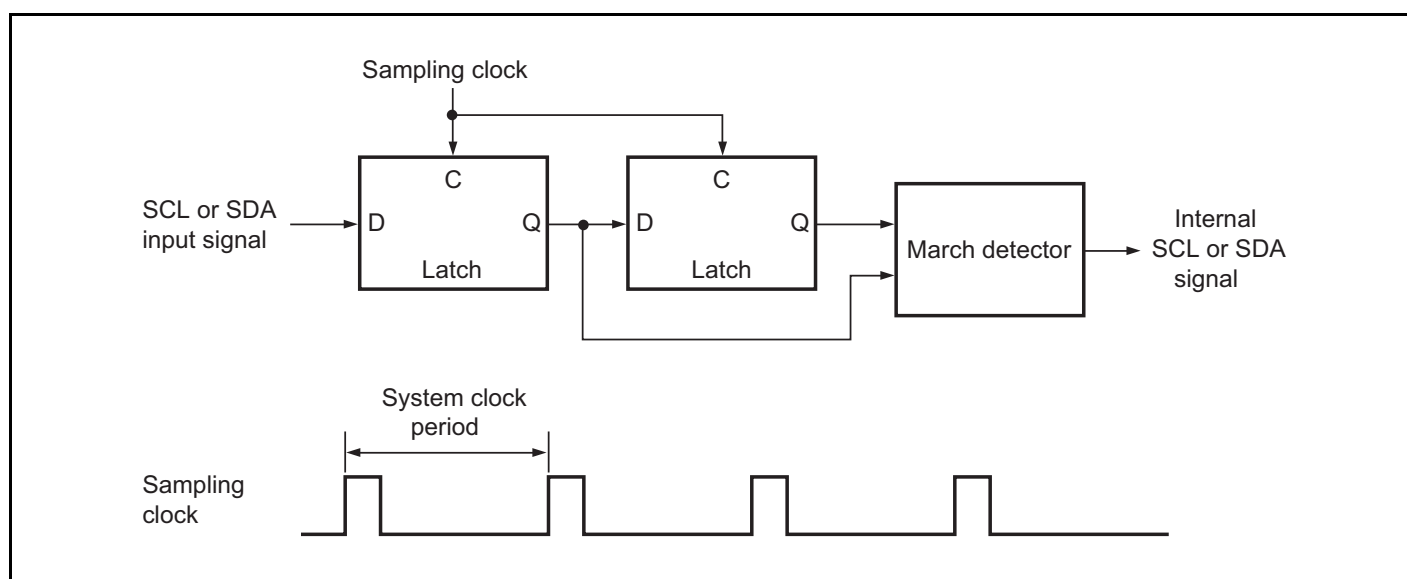 Sampling clock
C
C
SCL or SDA
input signal
D
Q
D
Q
Latch
Latch
March detector
Internal
SCL or SDA
signal
System clock
period
Sampling
clock